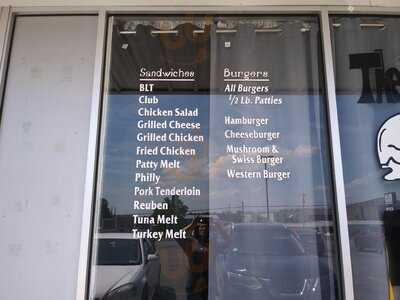 Sandwiches
BLT
Club
Chicken Salad
Grilled Cheese
Grilled Chicken
Fried Chicken
Patty Melt
Philly
Pork Tenderloin
Reuben
Tuna Melt
Turkey Melt
Burgers
All Burgers
1/2 Lb. Patties
Hamburger
Cheeseburger
Mushroom &
Swiss Burger
Western Burger
The